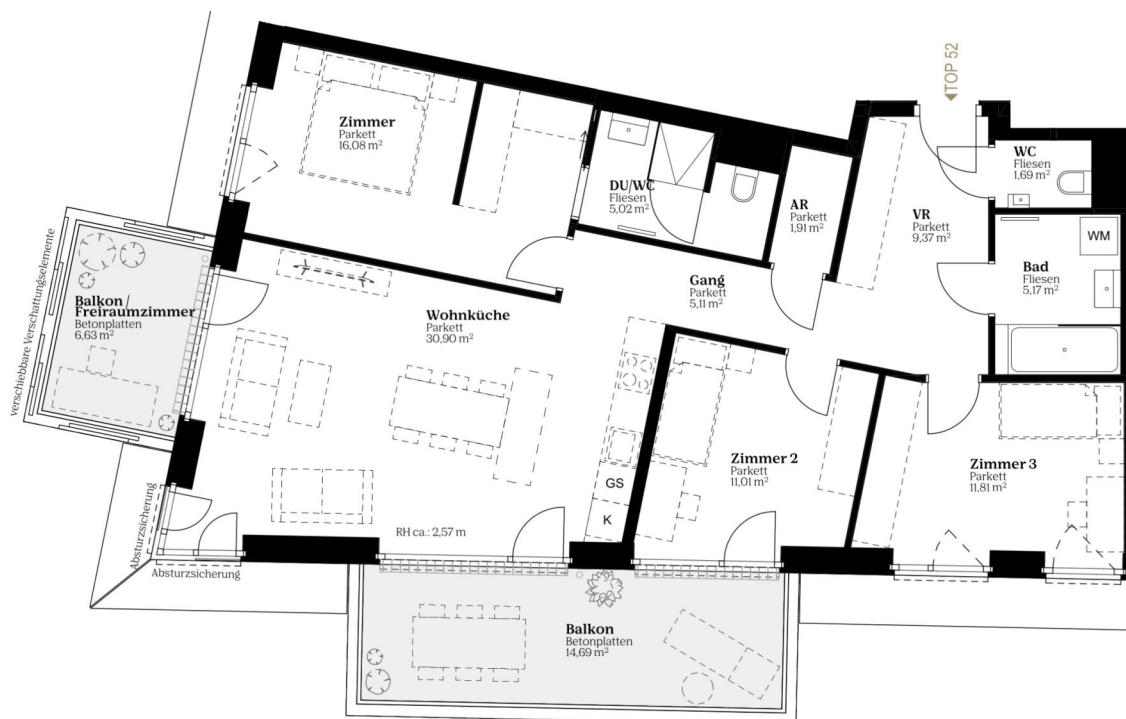 TOP 52
Zimmer
Parkett
16,08 m²
DU/WC
Fliesen
5,02 m²
AR
Parkett
1,91 m²
VR
Parkett
9,37 m²
WC
Fliesen
1,69 m²
WM
Bad
Fliesen
5,17 m²
Gang
Parkett
5,11 m²
verschiebbare Verschattungselemente
Balkon /
Freiraumzimmer
Betonplatten
6,63 m²
Wohnküche
Parkett
30,90 m²
GS
K
RH ca.: 2,57 m
Zimmer 2
Parkett
11,01 m²
Zimmer 3
Parkett
11,81 m²
Absturzsicherung
Absturzsicherung
Balkon
Betonplatten
14,69 m²